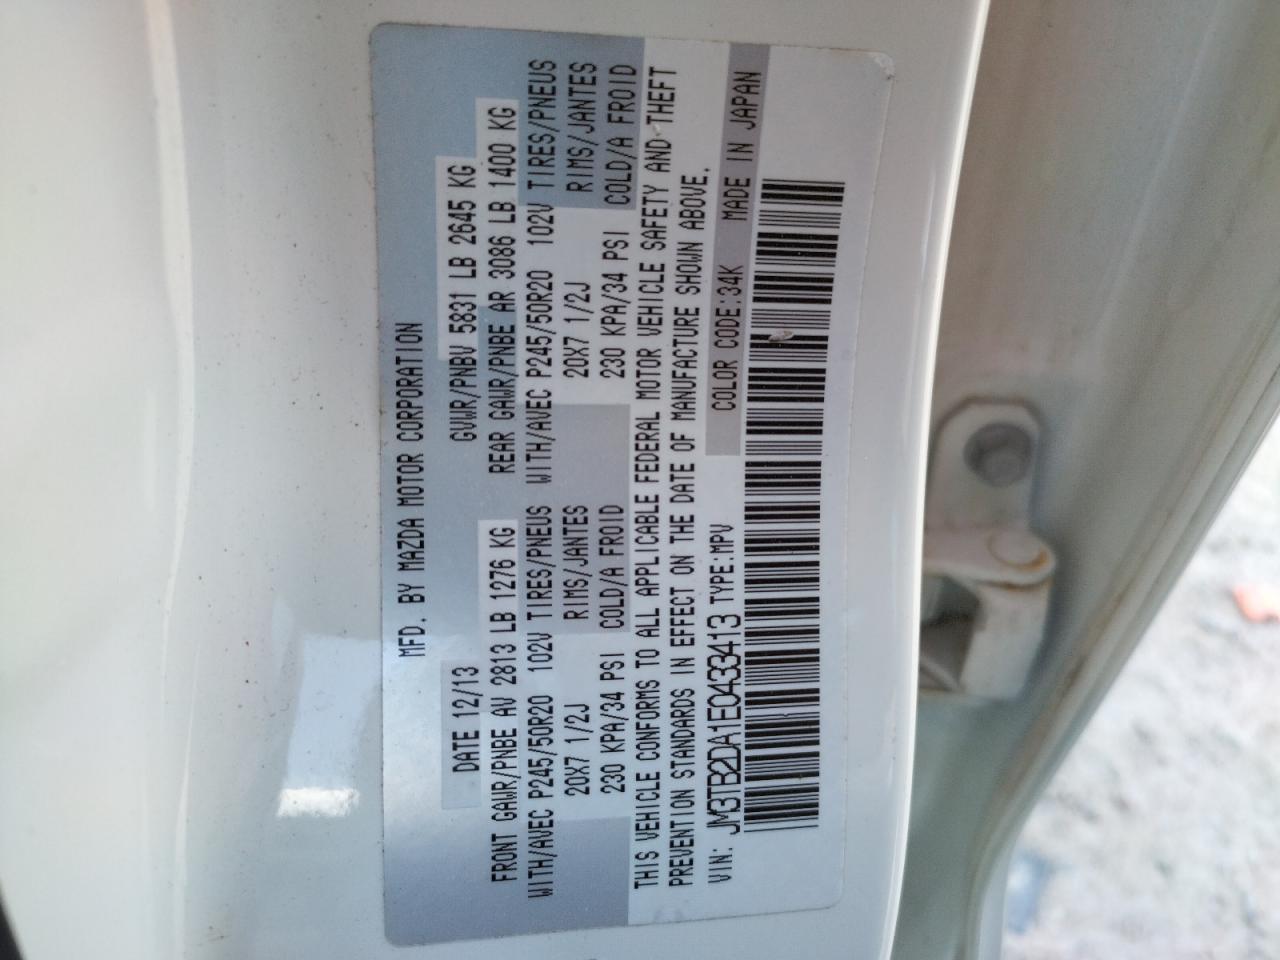 MFD. BY MAZDA MOTOR CORPORATION
DATE 12/13 GVWR/PNBV 5831 LB 2645 KG
FRONT GAWR/PNBE AV 2813 LB 1276 KG REAR GAWR/PNBE AR 3086 LB 1400 KG
WITH/AVEC P245/50R20 102V TIRES/PNEUS WITH/AVEC P245/50R20 102V TIRES/PNEUS
20X7 1/2J RIMS/JANTES 20X7 1/2J RIMS/JANTES
230 KPA/34 PSI COLD/A FROID 230 KPA/34 PSI COLD/A FROID
THIS VEHICLE CONFORMS TO ALL APPLICABLE FEDERAL MOTOR VEHICLE SAFETY AND THEFT
PREVENTION STANDARDS IN EFFECT ON THE DATE OF MANUFACTURE SHOWN ABOVE.
VIN: JM3TB2DA1E0433413 TYPE:MPV COLOR CODE:34K MADE IN JAPAN